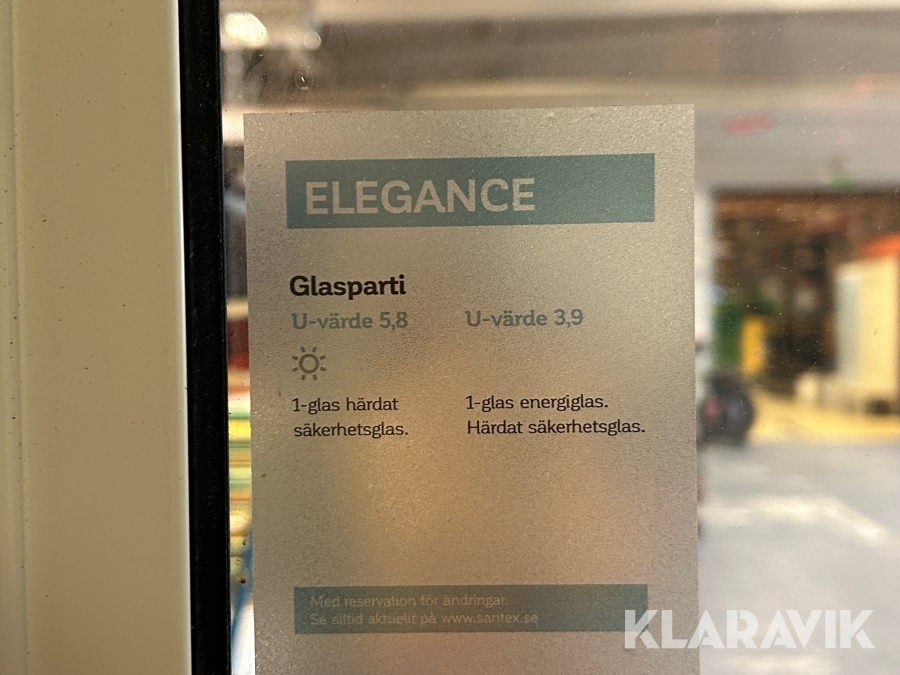 ELEGANCE
Glasparti
U-värde 5,8
U-värde 3,9
1-glas härdat
säkerhetsglas.
1-glas energiglas.
Härdat säkerhetsglas.
Med reservation för ändringar.
Se alltid aktuellt på www.santex.se
KLARAVIK